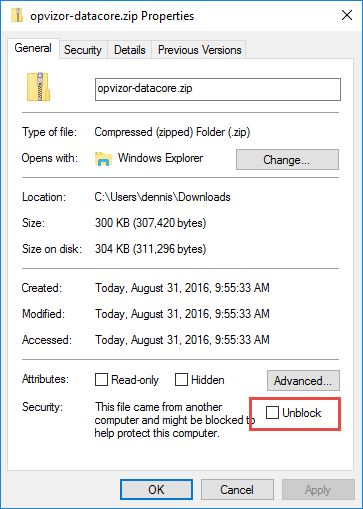 opvizor-datacore.zip Properties
General Security Details Previous Versions
opvizor-datacore.zip
Type of file: Compressed (zipped) Folder (.zip)
Opens with: Windows Explorer Change...
Location: C:\Users\dennis\Downloads
Size: 300 KB (307,420 bytes)
Size on disk: 304 KB (311,296 bytes)
Created: Today, August 31, 2016, 9:55:33 AM
Modified: Today, August 31, 2016, 9:55:33 AM
Accessed: Today, August 31, 2016, 9:55:33 AM
Attributes: Read-only Hidden Advanced...
Security: This file came from another Unblock
computer and might be blocked to
help protect this computer.
OK Cancel Apply